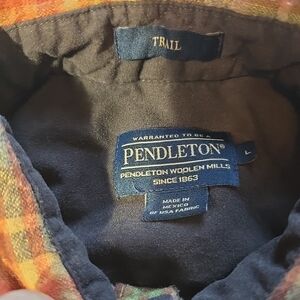 TRAIL
WARRANTED TO BE A
PENDLETON®
PENDLETON WOOLEN MILLS
SINCE 1863
L
MADE IN
MEXICO
OF USA FABRIC